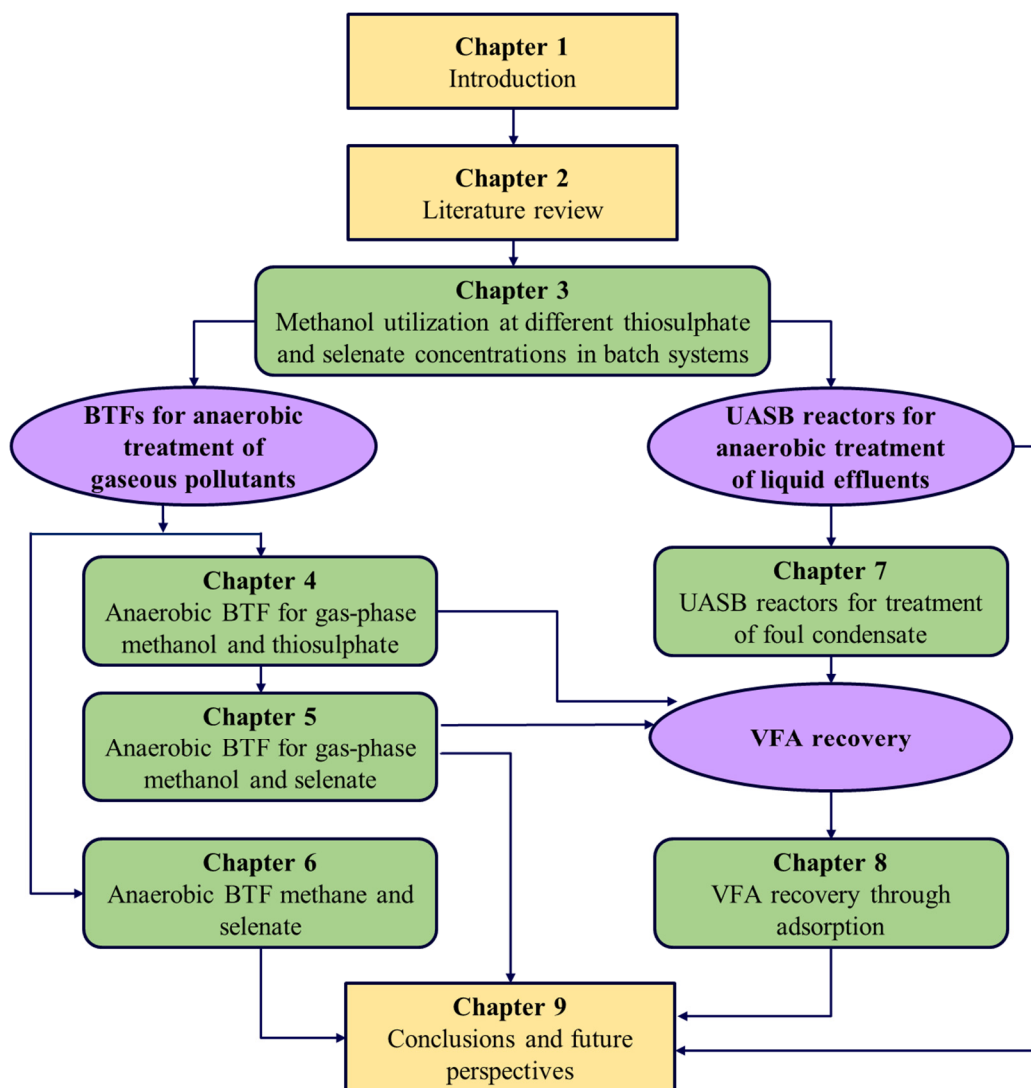 Chapter 1
Introduction
Chapter 2
Literature review
Chapter 3
Methanol utilization at different thiosulphate
and selenate concentrations in batch systems
BTFs for anaerobic
treatment of
gaseous pollutants
UASB reactors for
anaerobic treatment
of liquid effluents
Chapter 4
Anaerobic BTF for gas-phase
methanol and thiosulphate
Chapter 7
UASB reactors for treatment
of foul condensate
Chapter 5
Anaerobic BTF for gas-phase
methanol and selenate
VFA recovery
Chapter 6
Anaerobic BTF methane and
selenate
Chapter 8
VFA recovery through
adsorption
Chapter 9
Conclusions and future
perspectives